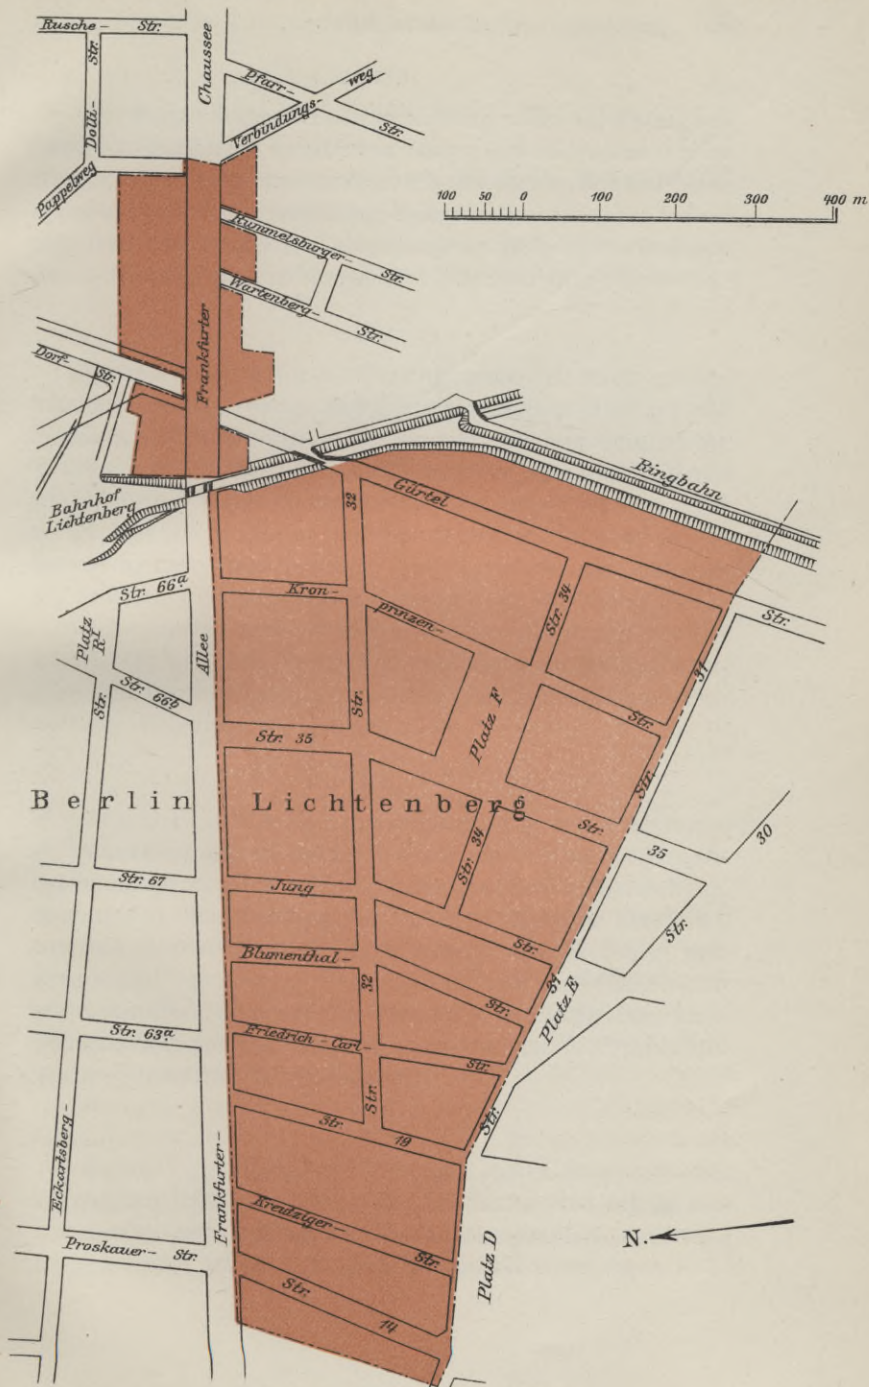 Rusche- Str.
Dolli- Str.
Chaussee
Pfarr- Str.
Verbindungs- weg
Pappelweg
100 50 0 100 200 300 400 m
Rummelsburger- Str.
Wartenberg- Str.
Frankfurter
Dorf- Str.
Ringbahn
Bahnhof
Lichtenberg
Gürtel
Str.
32
Str. 66ª
Kron-
prinzen-
Str.
Str. 34
Platz
R I
Allee
31
Str. 66b
Str.
Str.
Platz F
Str. 35
Str.
Berlin Lichtenberg
Str.
35
30
Str. 67
Jung
Str. 34
Str.
Str.
Blumenthal-
Str.
32
31
Platz E
Str. 63ª
Friedrich-Carl-
Str.
Str.
Str.
Str. 19
Eckartsberg-
Frankfurter-
Kreutziger-
Str.
N.
Proskauer- Str.
Platz D
Str. 14